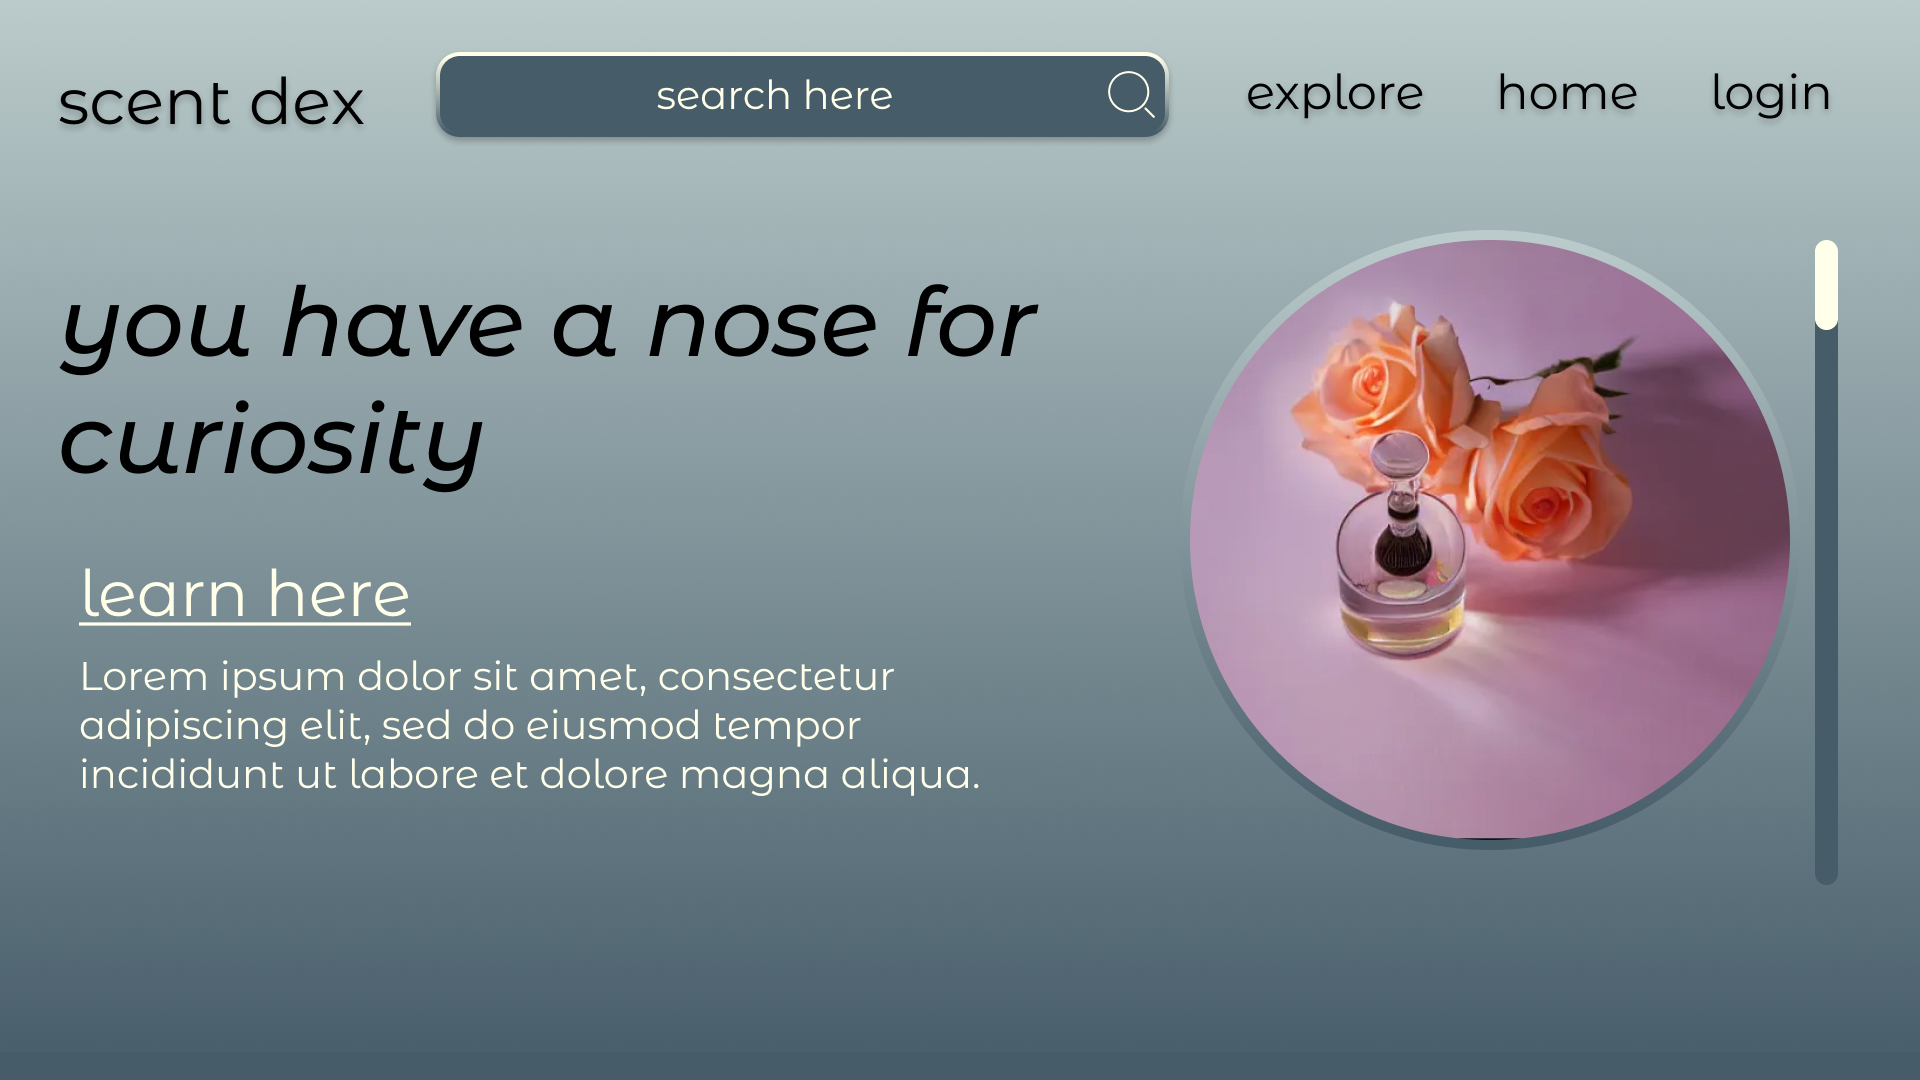 scent dex
search here
explore
home
login
you have a nose for
curiosity
learn here
Lorem ipsum dolor sit amet, consectetur
adipiscing elit, sed do eiusmod tempor
incididunt ut labore et dolore magna aliqua.